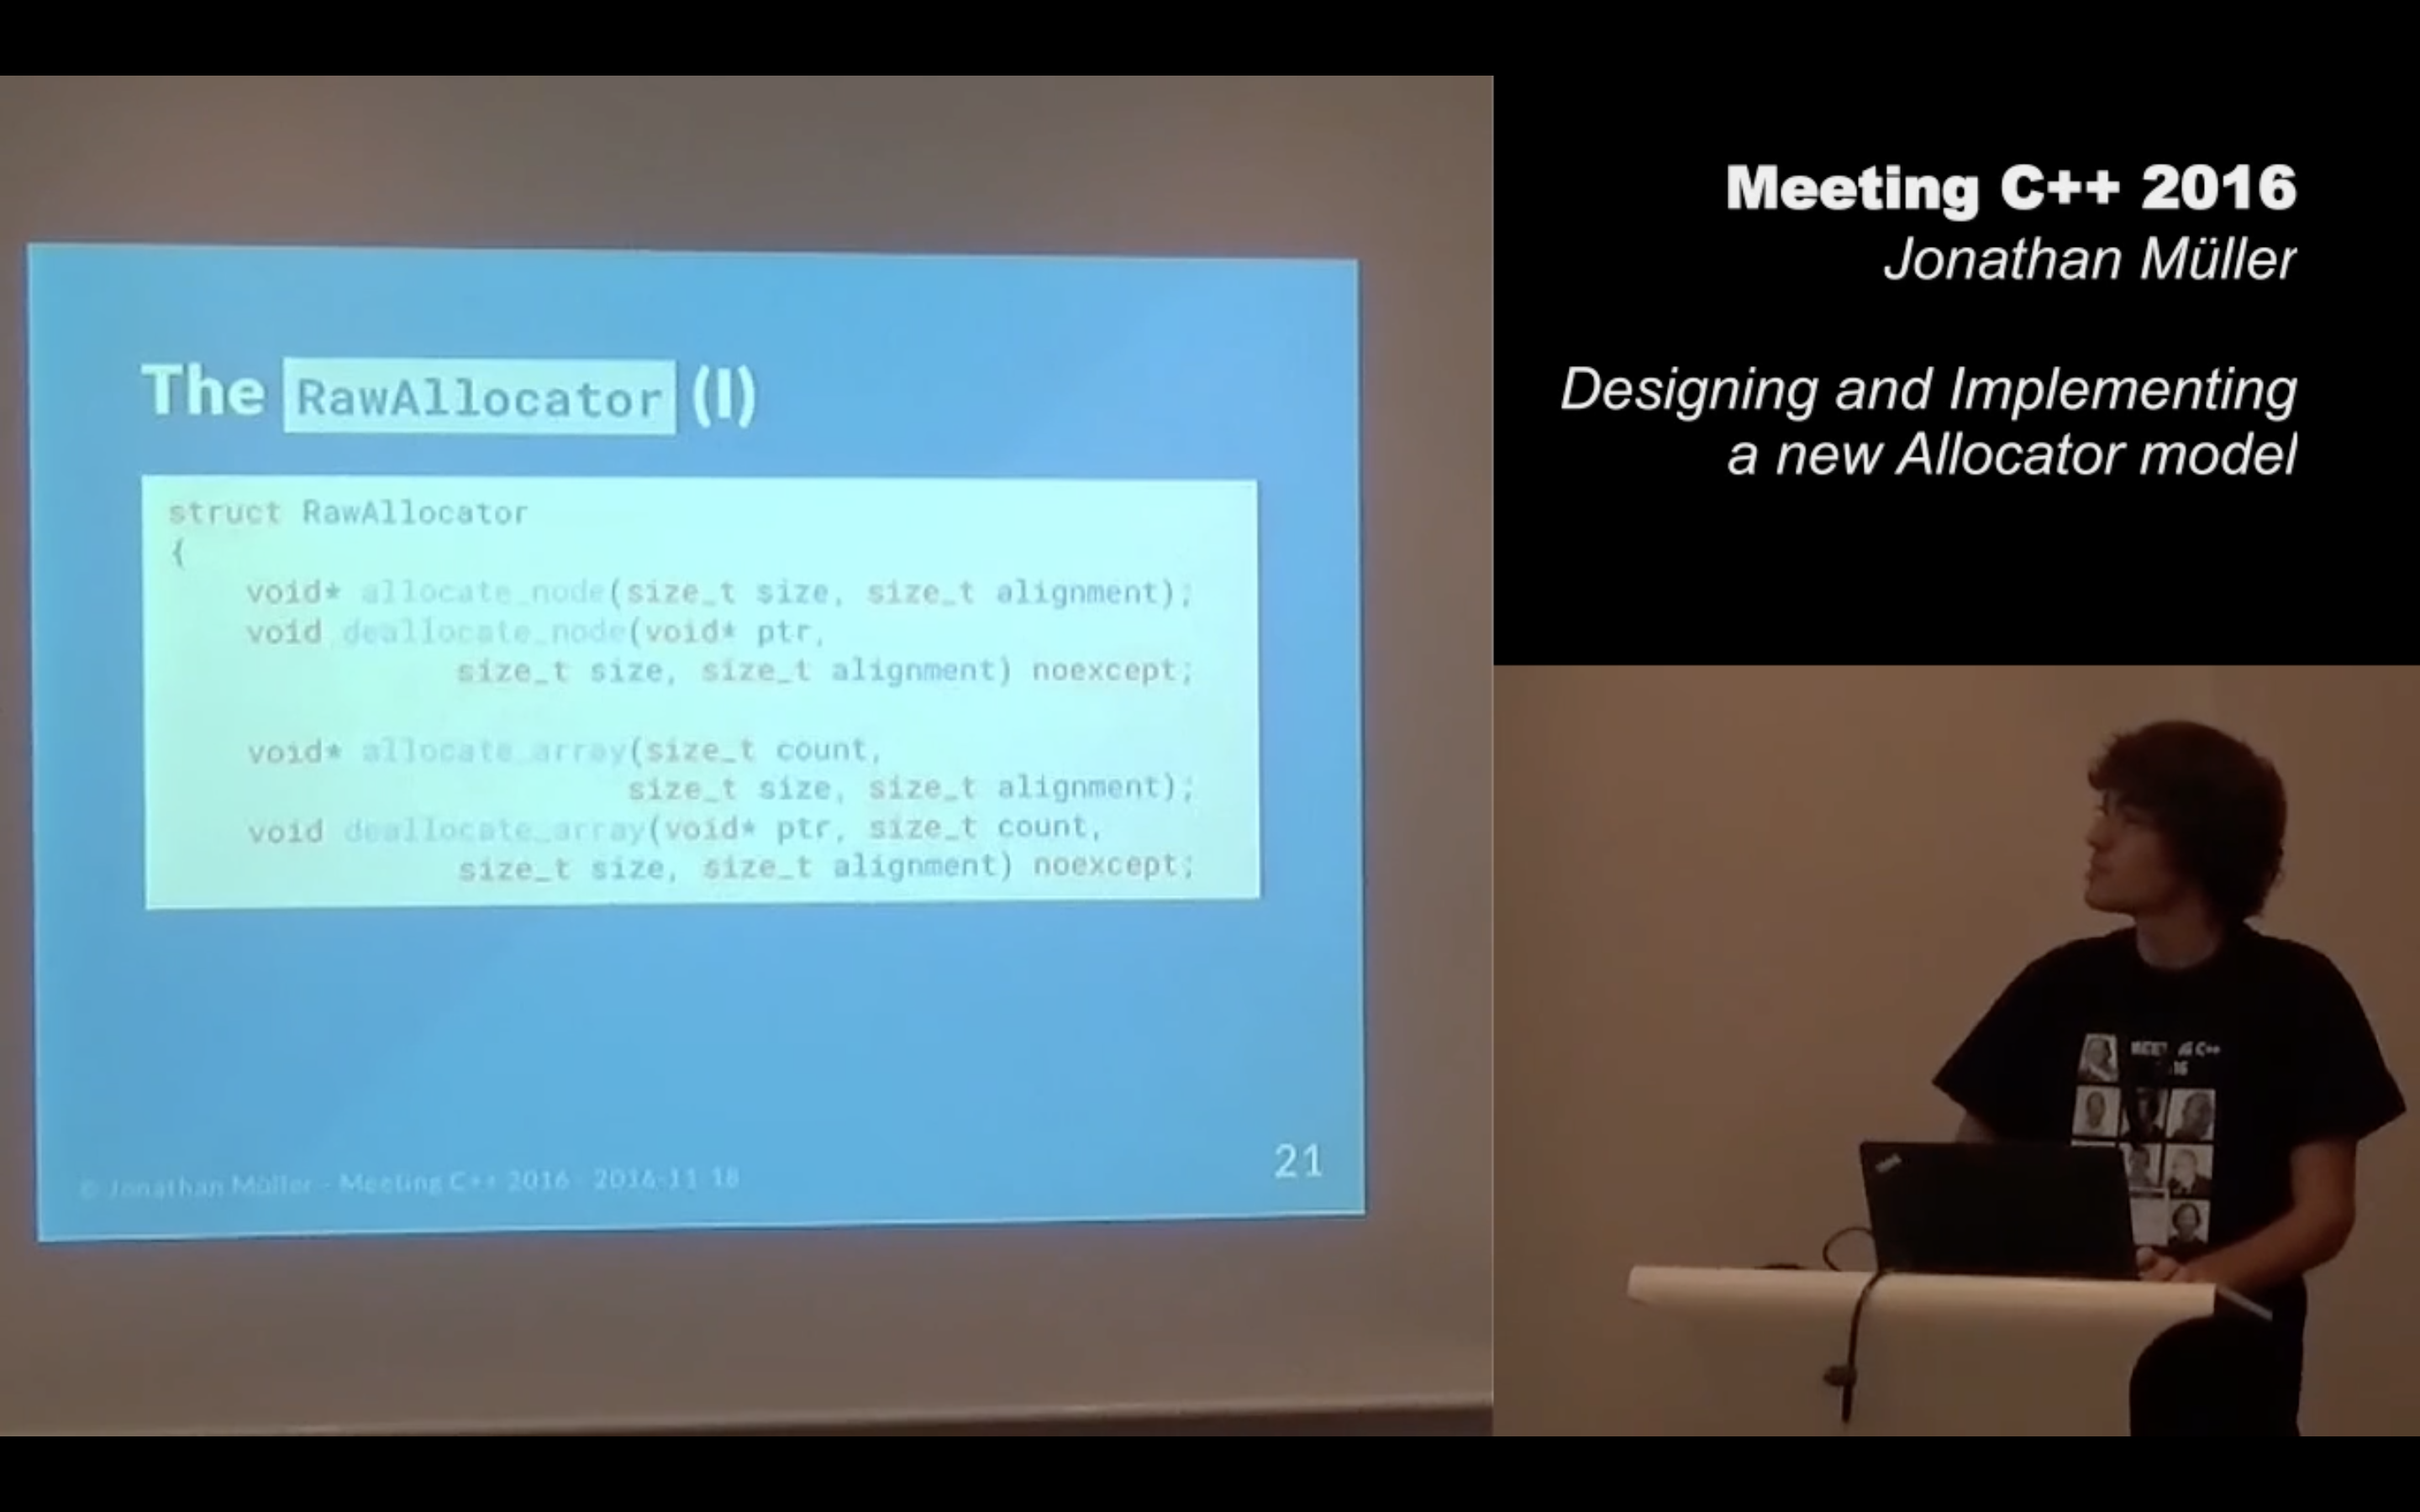 The RawAllocator (I)
struct RawAllocator
{
void* allocate_node(size_t size, size_t alignment);
void deallocate_node(void* ptr,
size_t size, size_t alignment) noexcept;
void* allocate_array(size_t count,
size_t size, size_t alignment);
void deallocate_array(void* ptr, size_t count,
size_t size, size_t alignment) noexcept;
© Jonathan Müller - Meeting C++ 2016 - 2016-11-18
21
Meeting C++ 2016
Jonathan Müller
Designing and Implementing
a new Allocator model